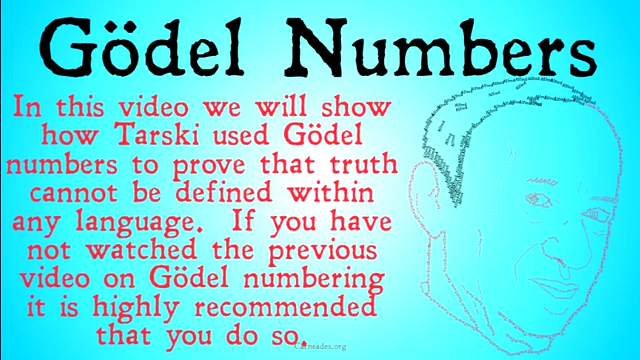 Gödel Numbers
In this video we will show
how Tarski used Gödel
numbers to prove that truth
cannot be defined within
any language. If you have
not watched the previous
video on Gödel numbering
it is highly recommended
that you do so.
Carneades.org